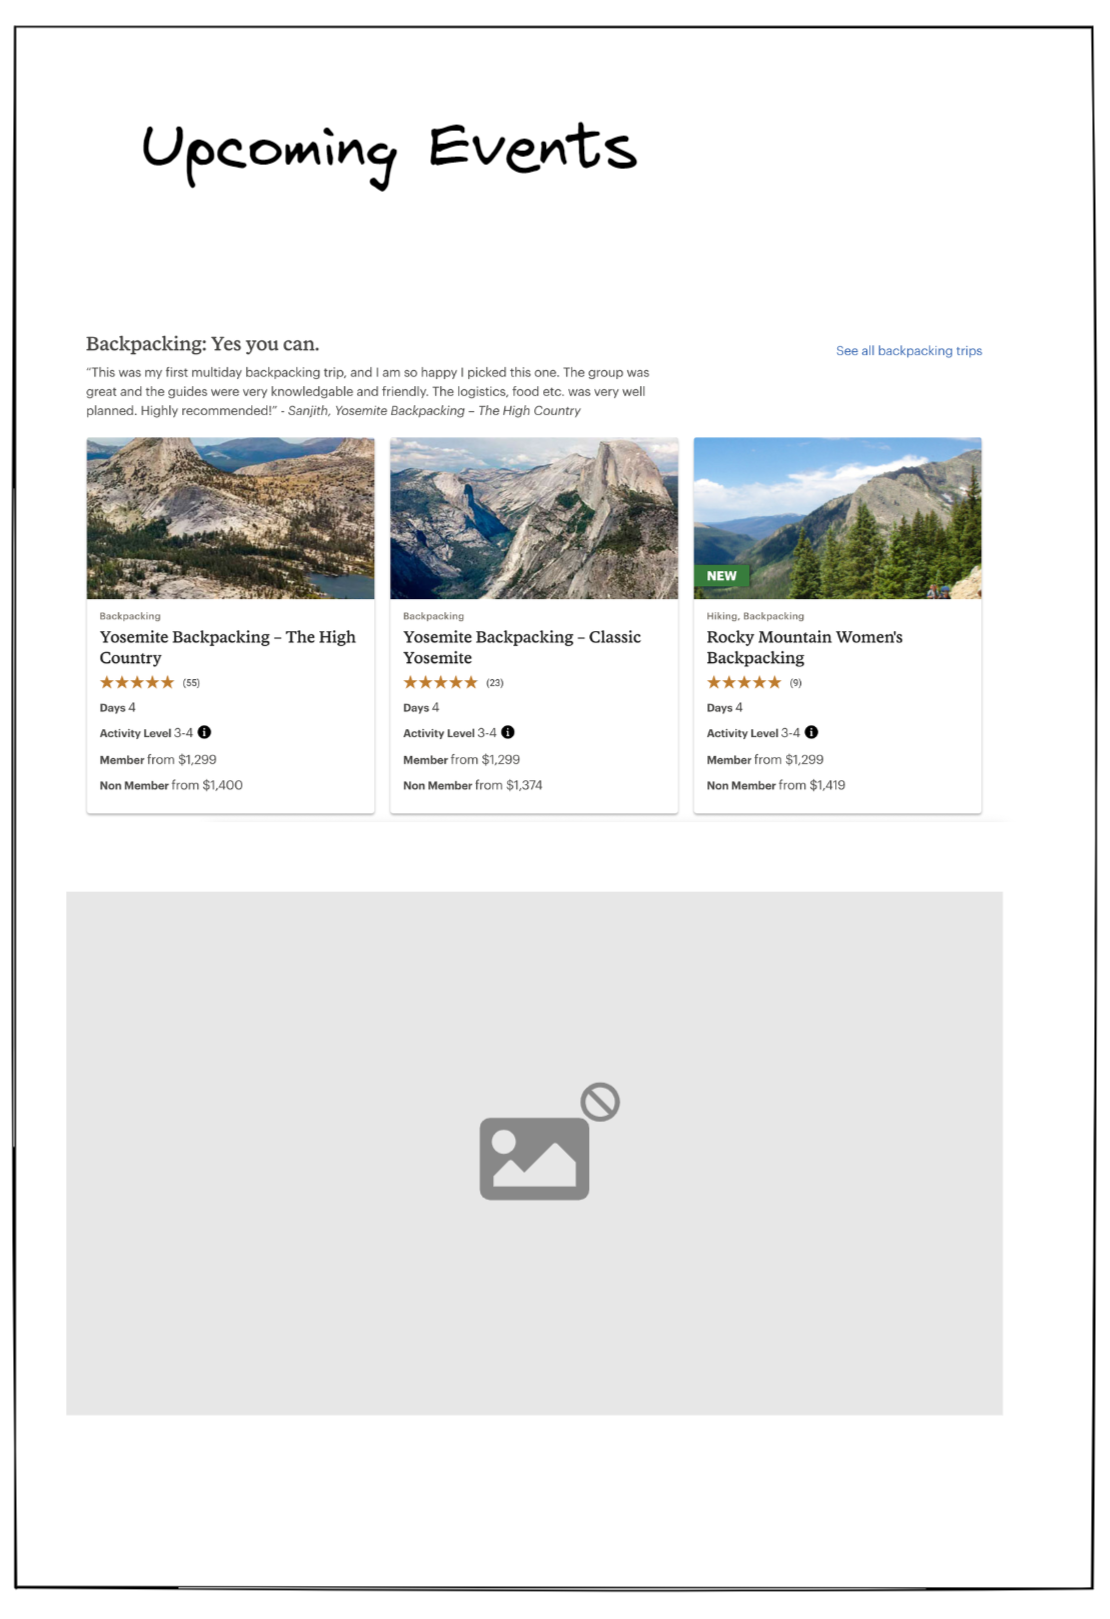 Upcoming Events
Backpacking: Yes you can.
See all backpacking trips
“This was my first multiday backpacking trip, and I am so happy I picked this one. The group was
great and the guides were very knowledgable and friendly. The logistics, food etc. was very well
planned. Highly recommended!” - Sanjith, Yosemite Backpacking – The High Country
Backpacking
Yosemite Backpacking – The High
Country
(55)
Days 4
Activity Level 3-4
Member from $1,299
Non Member from $1,400
Backpacking
Yosemite Backpacking – Classic
Yosemite
(23)
Days 4
Activity Level 3-4
Member from $1,299
Non Member from $1,374
NEW
Hiking, Backpacking
Rocky Mountain Women's
Backpacking
(9)
Days 4
Activity Level 3-4
Member from $1,299
Non Member from $1,419